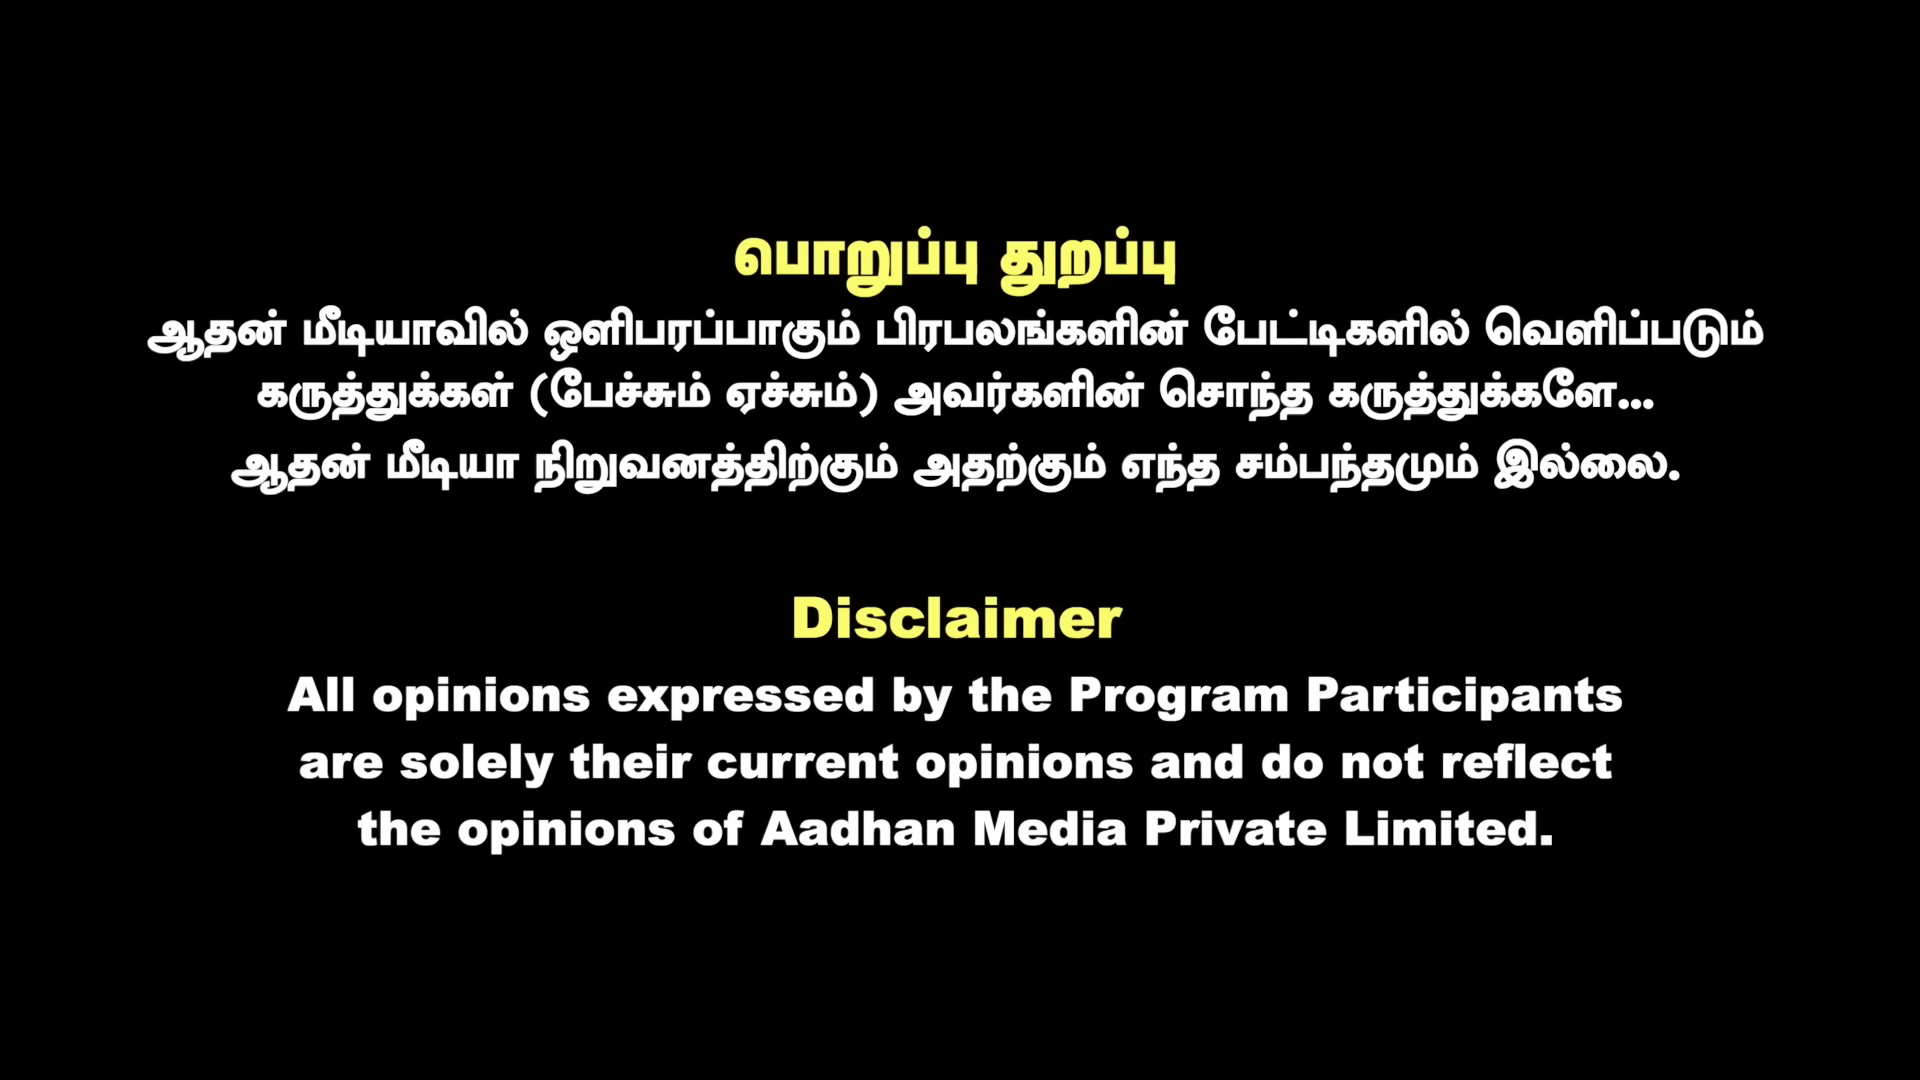 பொறுப்பு துறப்பு
ஆதன் மீடியாவில் ஒளிபரப்பாகும் பிரபலங்களின் பேட்டிகளில் வெளிப்படும்
கருத்துக்கள் (பேச்சும் ஏச்சும்) அவர்களின் சொந்த கருத்துக்களே...
ஆதன் மீடியா நிறுவனத்திற்கும் அதற்கும் எந்த சம்பந்தமும் இல்லை.
Disclaimer
All opinions expressed by the Program Participants
are solely their current opinions and do not reflect
the opinions of Aadhan Media Private Limited.